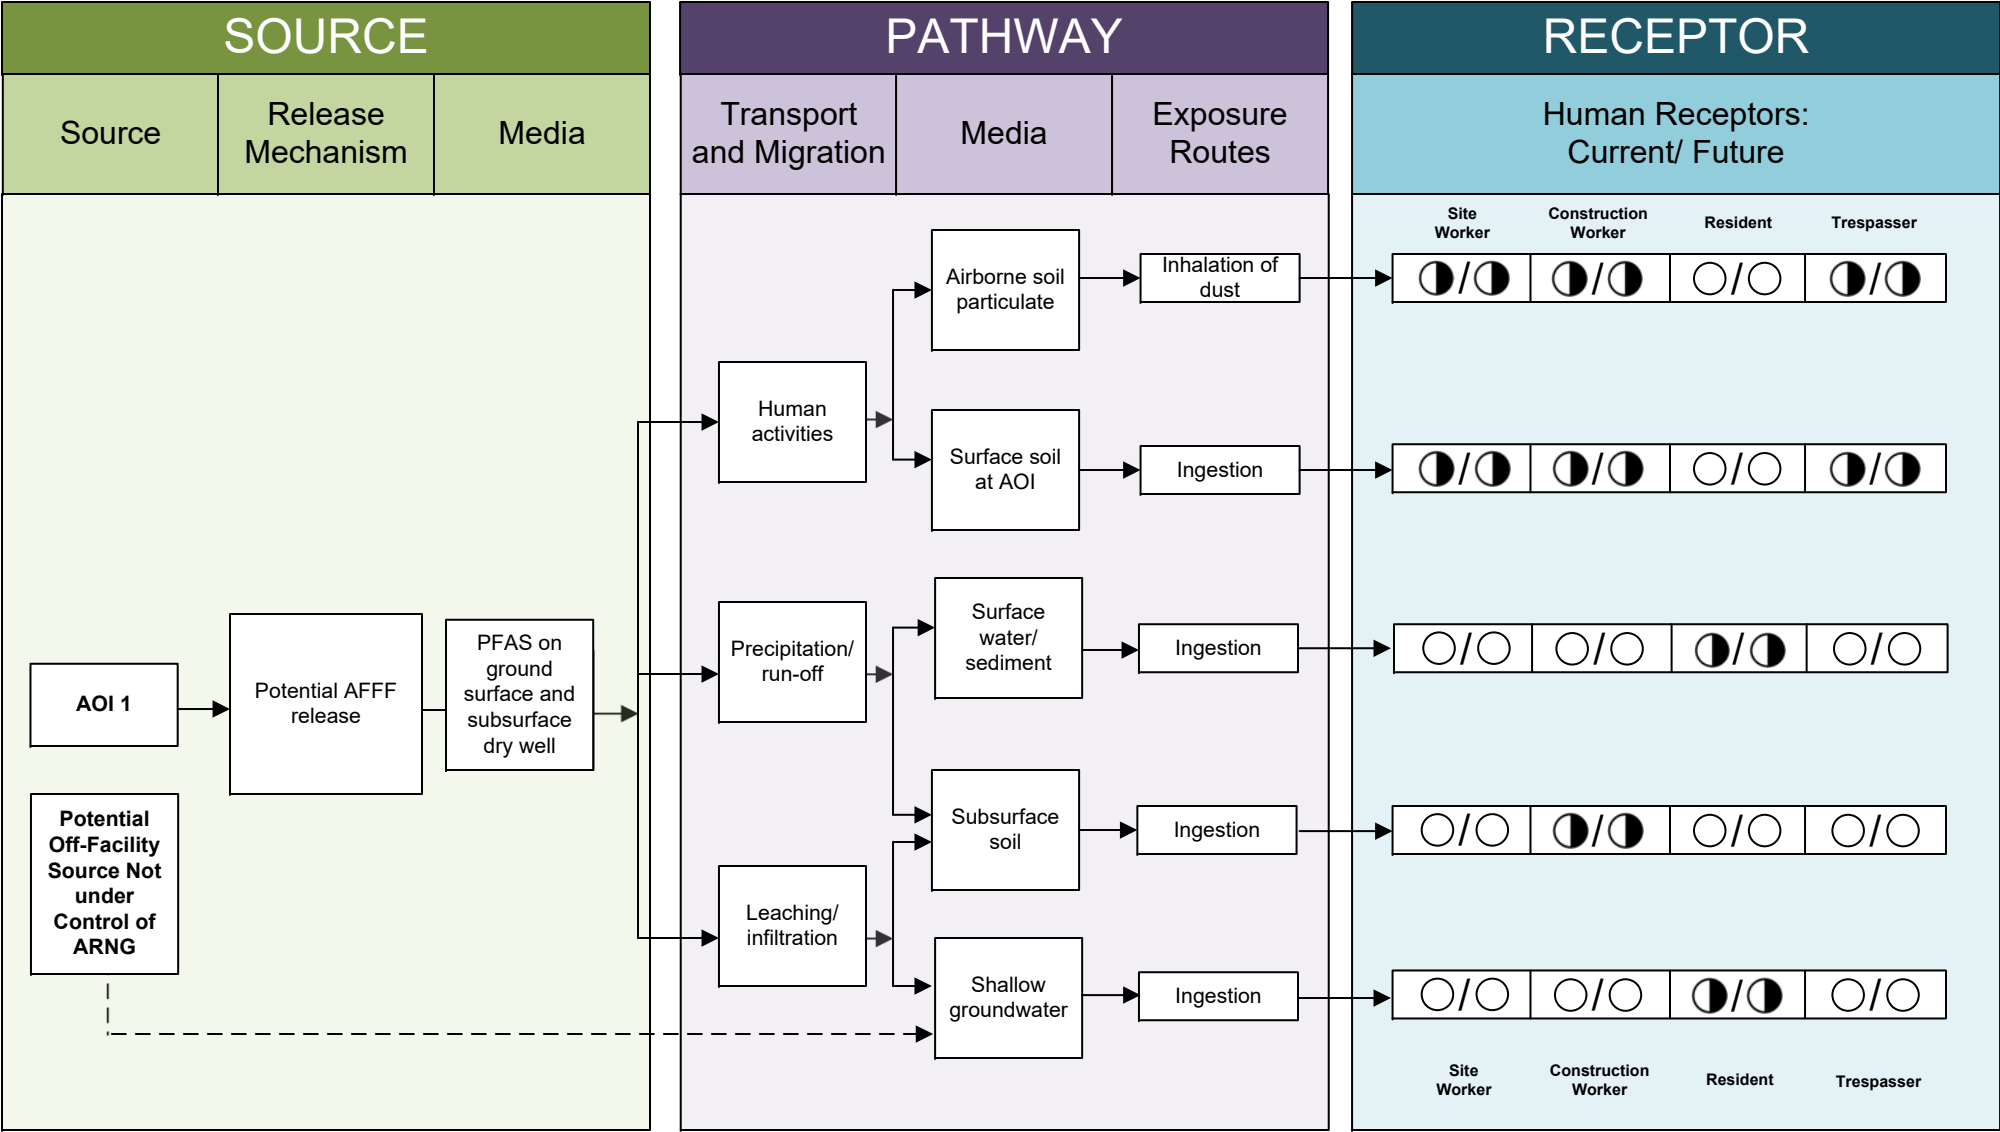 SOURCE
PATHWAY
RECEPTOR
Source
Release
Mechanism
Media
Transport
and Migration
Media
Exposure
Routes
Human Receptors:
Current/ Future
Site
Worker
Construction
Worker
Resident
Trespasser
Airborne soil
particulate
Inhalation of
dust
/
/
/
/
Human
activities
Surface soil
at AOI
Ingestion
/
/
/
/
AOI 1
Potential AFFF
release
PFAS on
ground
surface and
subsurface
dry well
Precipitation/
run-off
Surface
water/
sediment
Ingestion
/
/
/
/
Potential
Off-Facility
Source Not
under
Control of
ARNG
Subsurface
soil
Ingestion
/
/
/
/
Leaching/
infiltration
Shallow
groundwater
Ingestion
/
/
/
/
Site
Worker
Construction
Worker
Resident
Trespasser